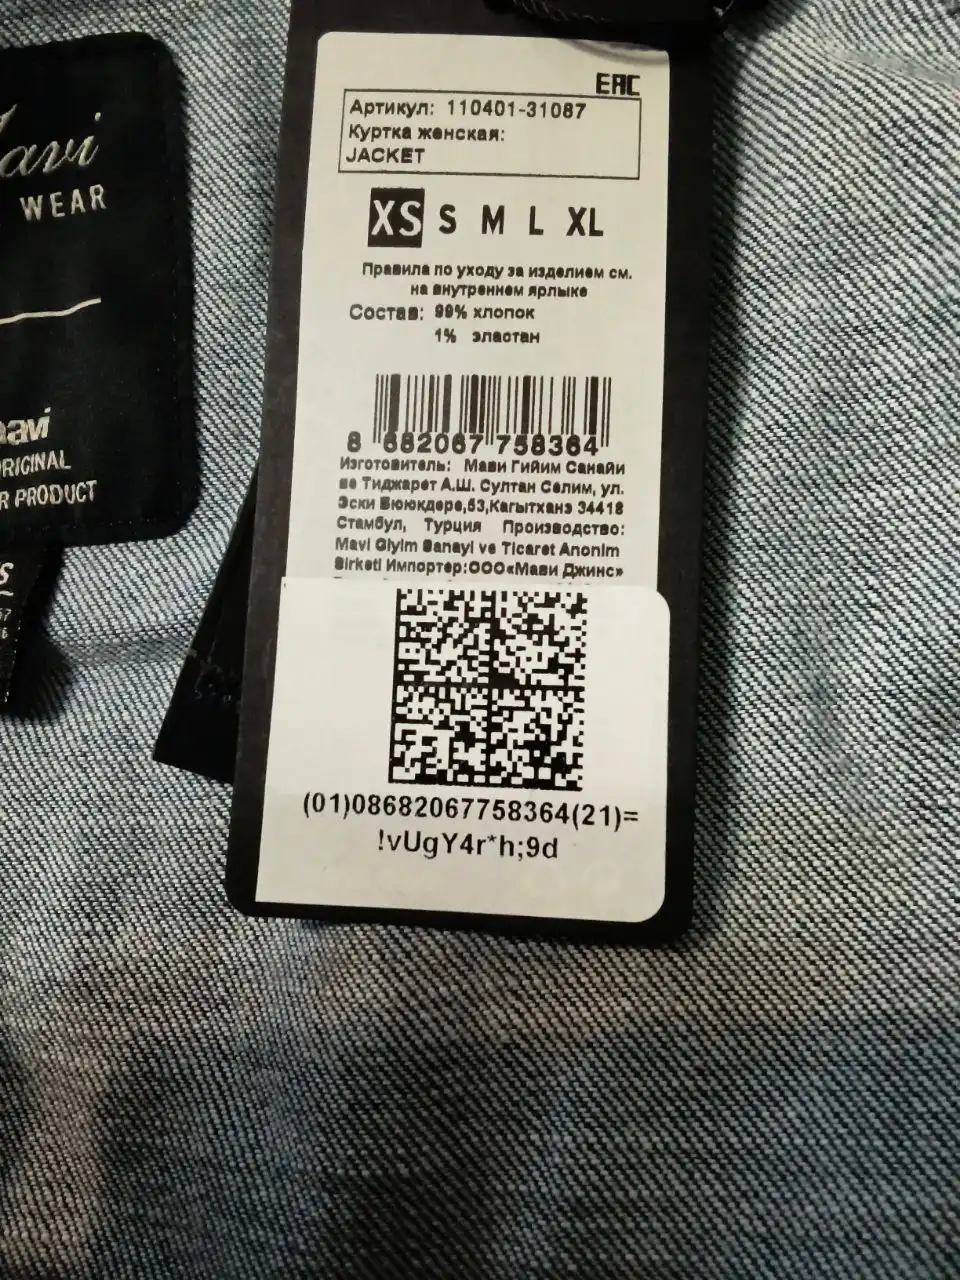 avi
WEAR
avi
RIGINAL
R PRODUCT
S
EAC
Артикул: 110401-31087
Куртка женская:
JACKET
XS S M L XL
Правила по уходу за изделием см.
на внутреннем ярлыке
Состав: 99% хлопок
1% эластан
8 682067 758364
Изготовитель: Мави Гийим Санайи
ве Тиджарет А.Ш. Султан Селим, ул.
Эски Бююкдере,53,Кагытханэ 34418
Стамбул, Турция Производство:
Mavi Giyim Sanayi ve Ticaret Anonim
Sirketi Импортер:ООО«Мави Джинс»
(01)08682067758364(21)=
!vUgY4r*h;9d